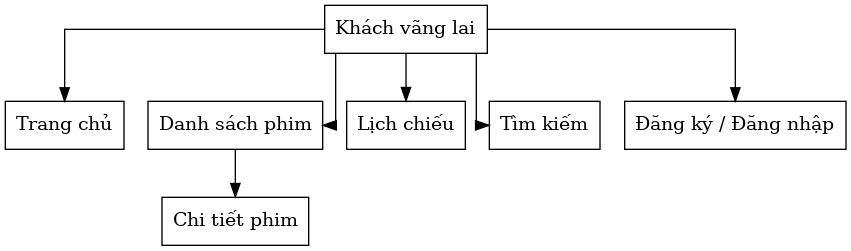 Khách vãng lai
Trang chủ
Danh sách phim
Lịch chiếu
Tìm kiếm
Đăng ký / Đăng nhập
Chi tiết phim